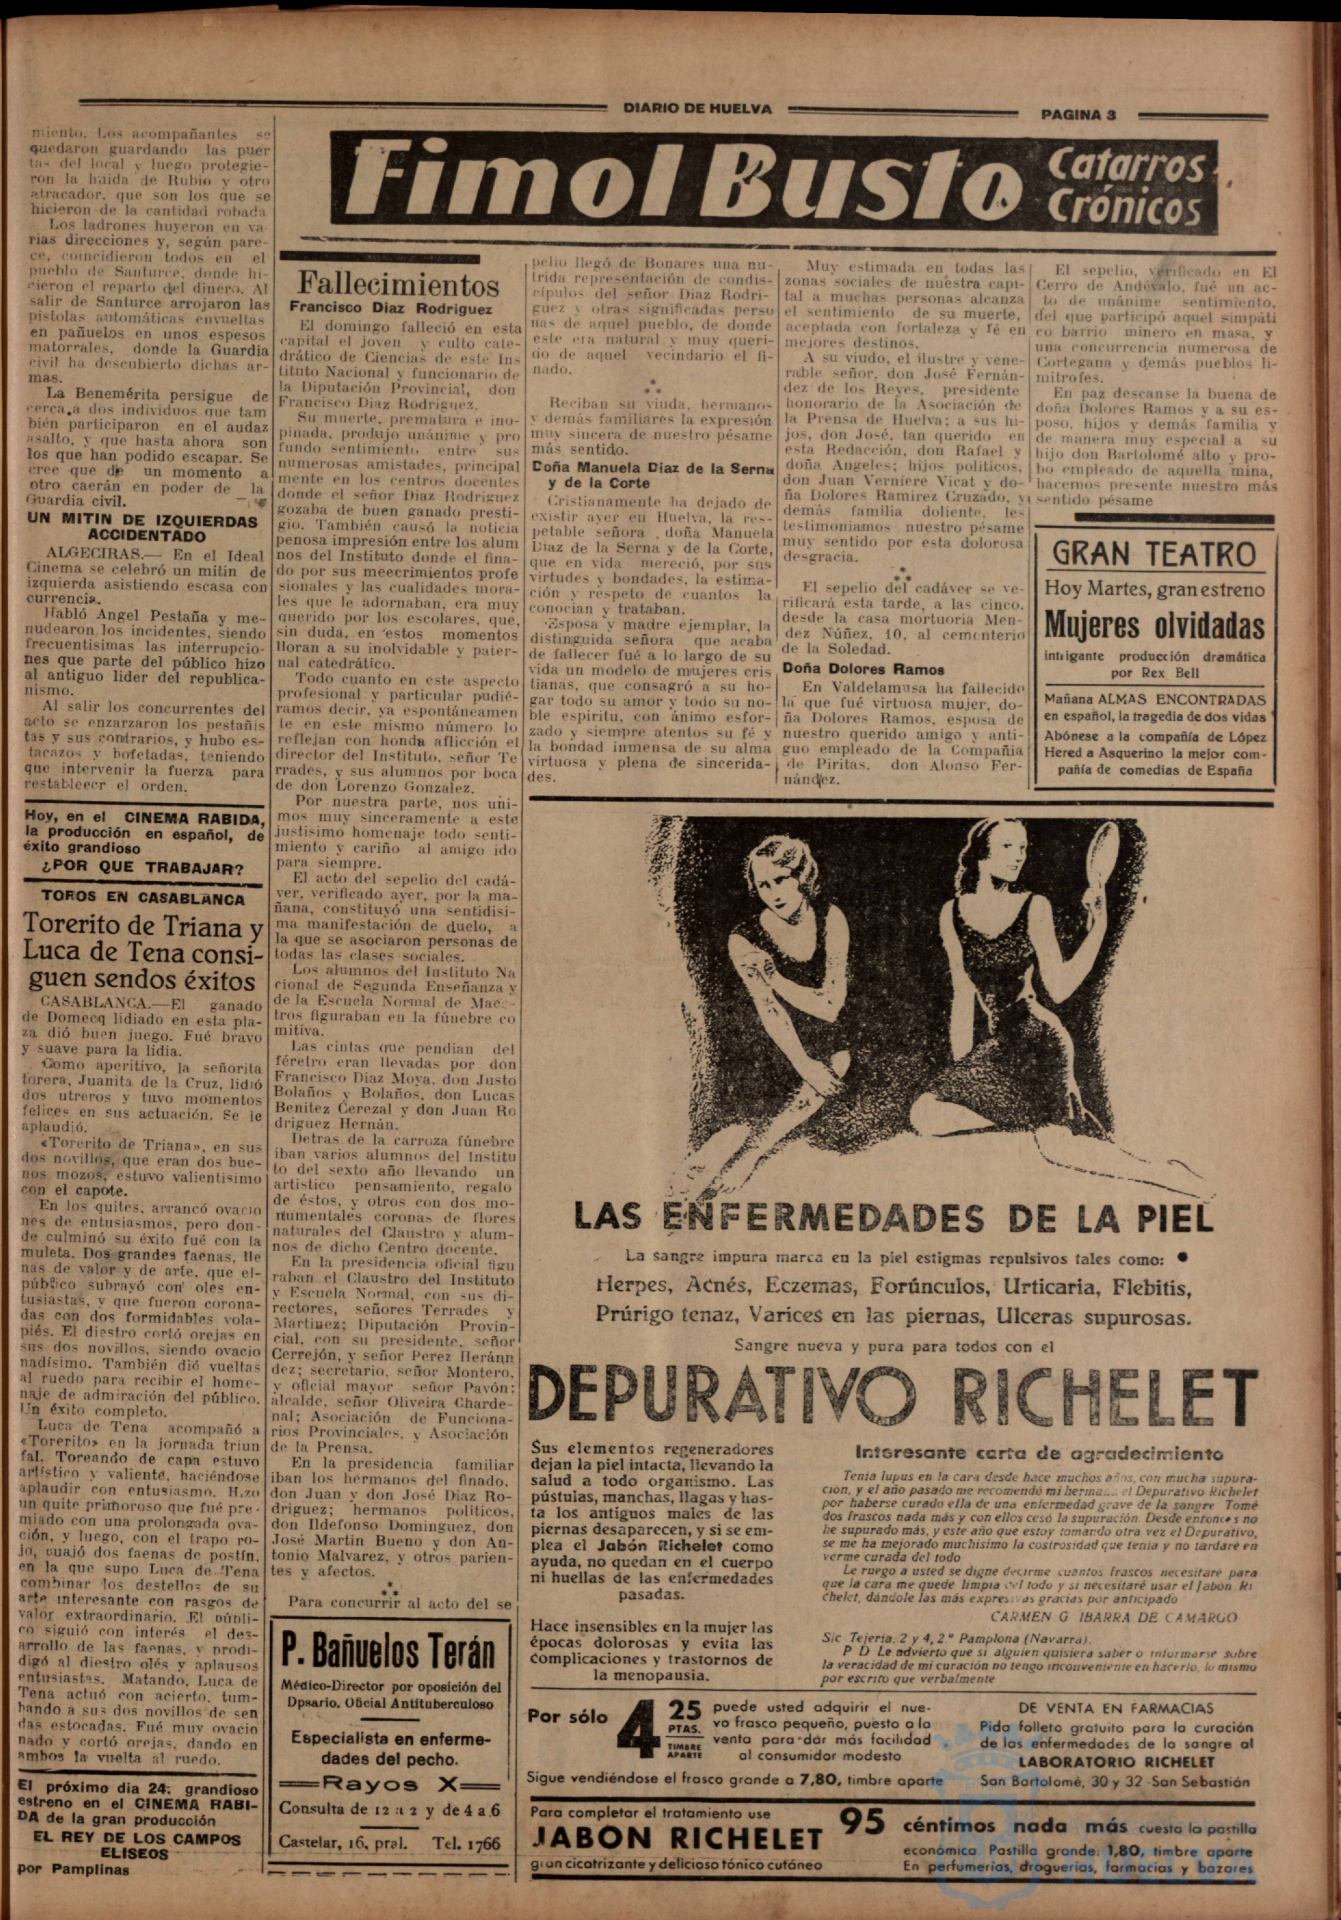 DIARIO DE HUELVA
PAGINA 3
miento. Los acompañantes se
quedaron guardando las puer
tas del local y luego protegie-
ron la huida de Rubio y otro
atracador, que son los que se
hicieron de la cantidad robada
Los ladrones huyeron en va-
rias direcciones y, según pare-
ce, coincidieron todos en el
pueblo de Santurce, donde hi-
cieron el reparto del dinero. Al
salir de Santurce arrojaron las
pistolas automáticas envueltas
en pañuelos en unos espesos
matorrales, donde la Guardia
civil ha descubierto dichas ar-
mas.
La Benemérita persigue de
cerca a dos individuos que tam
bién participaron en el audaz
asalto, y que hasta ahora son
los que han podido escapar. Se
cree que de un momento a
otro caerán en poder de la
Guardia civil.
UN MITIN DE IZQUIERDAS
ACCIDENTADO
ALGECIRAS.— En el Ideal
Cinema se celebró un mitin de
izquierda asistiendo escasa con
currencia.
Habló Angel Pestaña y me-
nudearon los incidentes, siendo
frecuentisimas las interrupcio-
nes que parte del público hizo
al antiguo lider del republica-
nismo.
Al salir los concurrentes del
acto se enzarzaron los pestañis
tas y sus contrarios, y hubo es-
tacazos y bofetadas, teniendo
que intervenir la fuerza para
restablecer el orden.
Hoy, en el CINEMA RABIDA,
la producción en español, de
éxito grandioso
¿POR QUE TRABAJAR?
TOROS EN CASABLANCA
Torerito de Triana y
Luca de Tena consi-
guen sendos éxitos
CASABLANCA.—El ganado
de Domecq lidiado en esta pla-
za dió buen juego. Fué bravo
y suave para la lidia.
Como aperitivo, la señorita
torera, Juanita de la Cruz, lidió
dos utreros y tuvo momentos
felices en sus actuación. Se le
aplaudió.
«Torerito de Triana», en sus
dos novillos, que eran dos bue-
nos mozos, estuvo valientisimo
con el capote.
En los quites, arrancó ovacio
nes de entusiasmos, pero don-
de culminó su éxito fué con la
muleta. Dos grandes faenas, lle
nas de valor y de arte, que el
público subrayó con oles en-
tusiastas, y que fueron corona-
das con dos formidables vola-
piés. El diestro cortó orejas en
sus dos novillos, siendo ovacio
nadísimo. También dió vueltas
al ruedo para recibir el home-
naje de admiración del público.
Un éxito completo.
Luca de Tena acompañó a
«Torerito» en la jornada triun
fal. Toreando de capa estuvo
artístico y valiente, haciéndose
aplaudir con entusiasmo. Hizo
un quite primoroso que fué pre
miado con una prolongada ova-
ción, y luego, con el trapo ro-
jo, cuajó dos faenas de postín,
en la que supo Luca de Tena
combinar los destellos de su
arte interesante con rasgos de
valor extraordinario. El públi-
co siguió con interés el des-
arrollo de las faenas, y prodi-
digó al diestro olés y aplausos
entusiastas. Matando, Luca de
Tena actuó con acierto, tum-
bando a sus dos novillos de sen
das estocadas. Fué muy ovacio
nado y cortó orejas, dando en
ambos la vuelta al ruedo.
El próximo dia 24, grandioso
estreno en el CINEMA RABI-
DA de la gran producción
EL REY DE LOS CAMPOS
ELISEOS
por Pamplinas
Fimol Busto
Catarros
Crónicos
Fallecimientos
Francisco Diaz Rodriguez
El domingo falleció en esta
capital el joven y culto cate-
drático de Ciencias de este Ins
tituto Nacional y funcionario de
la Diputación Provincial, don
Francisco Diaz Rodriguez.
Su muerte, prematura e ino-
pinada, produjo unánime y pro
fundo sentimiento entre sus
numerosas amistades, principal
mente en los centros docentes
donde el señor Diaz Rodriguez
gozaba de buen ganado presti-
gio. También causó la noticia
penosa impresión entre los alum
nos del Instituto donde el fina-
do por sus meecrimientos profe
sionales y las cualidades mora-
les que le adornaban, era muy
querido por los escolares, que,
sin duda, en estos momentos
lloran a su inolvidable y pater-
nal catedrático.
Todo cuanto en este aspecto
profesional y particular pudié-
ramos decir, ya espontáneamen
te en este mismo número lo
reflejan con honda aflicción el
director del Instituto, señor Te
rrades, y sus alumnos por boca
de don Lorenzo Gonzalez.
Por nuestra parte, nos uni-
mos muy sinceramente a este
justisimo homenaje todo senti-
miento y cariño al amigo ido
para siempre.
El acto del sepelio del cadá-
ver, verificado ayer, por la ma-
ñana, constituyó una sentidisi-
ma manifestación de duelo, a
la que se asociaron personas de
todas las clases sociales.
Los alumnos del Instituto Na
cional de Segunda Enseñanza y
de la Escuela Normal de Maes-
tros figuraban en la fúnebre co
mitiva.
Las cintas que pendian del
féretro eran llevadas por don
Francisco Diaz Moya, don Justo
Bolaños y Bolaños, don Lucas
Benitez Cerezal y don Juan Ro
driguez Hernán.
Detras de la carroza fúnebre
iban varios alumnos del Institu
to del sexto año llevando un
artistico pensamiento, regalo
de éstos, y otros con dos mo-
numentales coronas de flores
naturales del Claustro y alum-
nos de dicho Centro docente.
En la presidencia oficial figu
raban el Claustro del Instituto
y Escuela Normal, con sus di-
rectores, señores Terrades y
Martinez; Diputación Provin-
cial, con su presidente, señor
Cerrejón, y señor Perez Heránn
dez; secretario, señor Montero,
y oficial mayor señor Pavón;
alcalde, señor Oliveira Charde-
nal; Asociación de Funciona-
rios Provinciales, y Asociación
de la Prensa.
En la presidencia familiar
iban los hermanos del finado,
don Juan y don José Diaz Ro-
driguez; hermanos politicos,
don Ildefonso Dominguez, don
José Martin Bueno y don An-
tonio Malvarez, y otros parien-
tes y afectos.
* * *
Para concurrir al acto del se
P. Bañuelos Terán
Médico-Director por oposición del
Dpsario. Oficial Antituberculoso
Especialista en enferme-
dades del pecho.
Rayos X
Consulta de 12 a 2 y de 4 a 6
Castelar, 16, pral. Tel. 1766
pelio llegó de Bonares una nu-
trida representación de condis-
cípulos del señor Diaz Rodri-
guez y otras significadas perso
nas de aquel pueblo, de donde
este era natural y muy queri-
do de aquel vecindario el fi-
nado.
* * *
Reciban su viuda, hermanos
y demás familiares la expresión
muy sincera de nuestro pésame
más sentido.
Doña Manuela Diaz de la Serna
y de la Corte
Cristianamente ha dejado de
existir ayer en Huelva, la res-
petable señora doña Manuela
Diaz de la Serna y de la Corte,
que en vida mereció, por sus
virtudes y bondades, la estima-
ción y respeto de cuantos la
conocian y trataban.
Esposa y madre ejemplar, la
distinguida señora que acaba
de fallecer fué a lo largo de su
vida un modelo de mujeres cris
tianas, que consagró a su ho-
gar todo su amor y todo su no-
ble espiritu, con ánimo esfor-
zado y siempre atentos su fé y
la bondad inmensa de su alma
virtuosa y plena de sincerida-
des.
Muy estimada en todas las
zonas sociales de nuestra capi-
tal a muchas personas alcanza
el sentimiento de su muerte,
aceptada con fortaleza y fé en
mejores destinos.
A su viudo, el ilustre y vene-
rable señor, don José Fernán-
dez de los Reyes, presidente
honorario de la Asociación de
la Prensa de Huelva; a sus hi-
jos, don José, tan querido en
esta Redacción, don Rafael y
doña Angeles; hijos politicos,
don Juan Verniere Vicat y do-
ña Dolores Ramirez Cruzado, y
demás familia doliente, les
testimoniamos nuestro pésame
muy sentido por esta dolorosa
desgracia.
* * *
El sepelio del cadáver se ve-
rificará esta tarde, a las cinco,
desde la casa mortuoria Men-
dez Núñez, 10, al cementerio
de la Soledad.
Doña Dolores Ramos
En Valdelamusa ha fallecido
la que fué virtuosa mujer, do-
ña Dolores Ramos, esposa de
nuestro querido amigo y anti-
guo empleado de la Compañia
de Piritas, don Alonso Fer-
nández.
El sepelio, verificado en El
Cerro de Andévalo, fué un ac-
to de unánime sentimiento,
del que participó aquel simpáti
co barrio minero en masa, y
una concurrencia numerosa de
Cortegana y demás pueblos li-
mitrofes.
En paz descanse la buena de
doña Dolores Ramos y a su es-
poso, hijos y demás familia y
de manera muy especial a su
hijo don Bartolomé alto y pro-
bo empleado de aquella mina,
hacemos presente nuestro más
sentido pésame
GRAN TEATRO
Hoy Martes, gran estreno
Mujeres olvidadas
intrigante producción dramática
por Rex Bell
Mañana ALMAS ENCONTRADAS
en español, la tragedia de dos vidas
Abónese a la compañía de López
Hered a Asquerino la mejor com-
pañía de comedias de España
LAS ENFERMEDADES DE LA PIEL
La sangre impura marca en la piel estigmas repulsivos tales como:
Herpes, Acnés, Eczemas, Forúnculos, Urticaria, Flebitis,
Prúrigo tenaz, Varices en las piernas, Ulceras supurosas.
Sangre nueva y pura para todos con el
DEPURATIVO RICHELET
Sus elementos regeneradores
dejan la piel intacta, llevando la
salud a todo organismo. Las
pústulas, manchas, llagas y has-
ta los antiguos males de las
piernas desaparecen, y si se em-
plea el Jabón Richelet como
ayuda, no quedan en el cuerpo
ni huellas de las enfermedades
pasadas.
Hace insensibles en la mujer las
épocas dolorosas y evita las
complicaciones y trastornos de
la menopausia.
Interesante carta de agradecimiento
Tenia lupus en la cara desde hace muchos años, con mucha supura-
ción, y el año pasado me recomendó mi el Depurativo Richelet
por haberse curado ella de una enfermedad grave de la sangre Tomé
dos frascos nada más y con ellos cesó la supuración. Desde entonces no
he supurado más, y este año que estoy tomando otra vez el Depurativo,
se me ha mejorado muchisimo la costrosidad que tenia y no tardaré en
verme curada del todo
Le ruego a usted se digne decirme cuantos frascos necesitaré para
que la cara me quede limpia del todo y si necesitaré usar el Jabón Ri
chelet, dándole las más expresivas gracias por anticipado
CARMEN G IBARRA DE CAMARGO
S/c Tejeria, 2 y 4, 2.º Pamplona (Navarra).
P D Le advierto que si alguien quisiera saber o informarse sobre
la veracidad de mi curación no tengo inconveniente en hacerlo, lo mismo
por escrito que verbalmente
Por sólo 4 25 PTAS. TIMBRE APARTE
puede usted adquirir el nue-
vo frasco pequeño, puesto a la
venta para dar más facilidad
al consumidor modesto
Sigue vendiéndose el frasco grande a 7,80, timbre aparte
DE VENTA EN FARMACIAS
Pida folleto gratuito para la curación
de las enfermedades de la sangre al
LABORATORIO RICHELET
San Bartolomé, 30 y 32 - San Sebastián
Para completar el tratamiento use
JABON RICHELET
gran cicatrizante y delicioso tónico cutáneo
95 céntimos nada más cuesta la pastilla
económica. Pastilla grande: 1,80, timbre aparte
En perfumerias, droguerias, farmacias y bazares